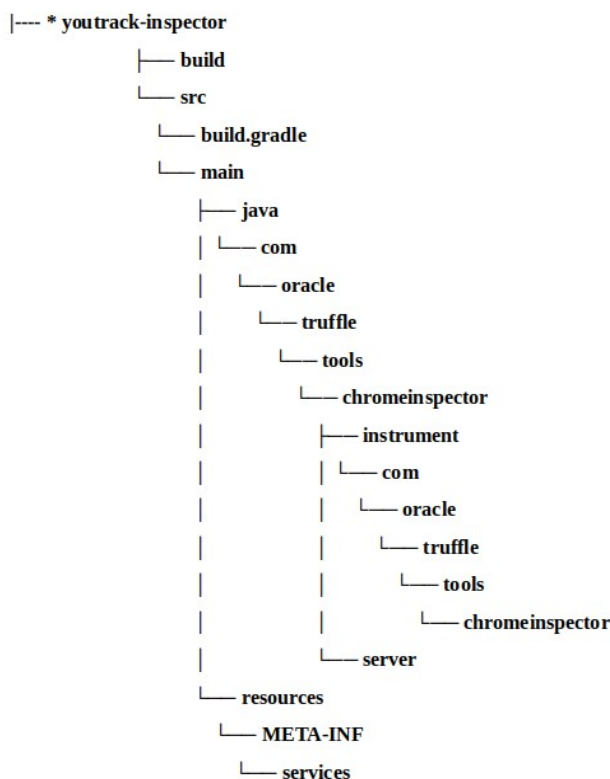 |---- * youtrack-inspector
├── build
└── src
└── build.gradle
└── main
├── java
│ └── com
│ └── oracle
│ └── truffle
│ └── tools
│ └── chromeinspector
│ ├── instrument
│ │ └── com
│ │ └── oracle
│ │ └── truffle
│ │ └── tools
│ │ └── chromeinspector
│ └── server
└── resources
└── META-INF
└── services